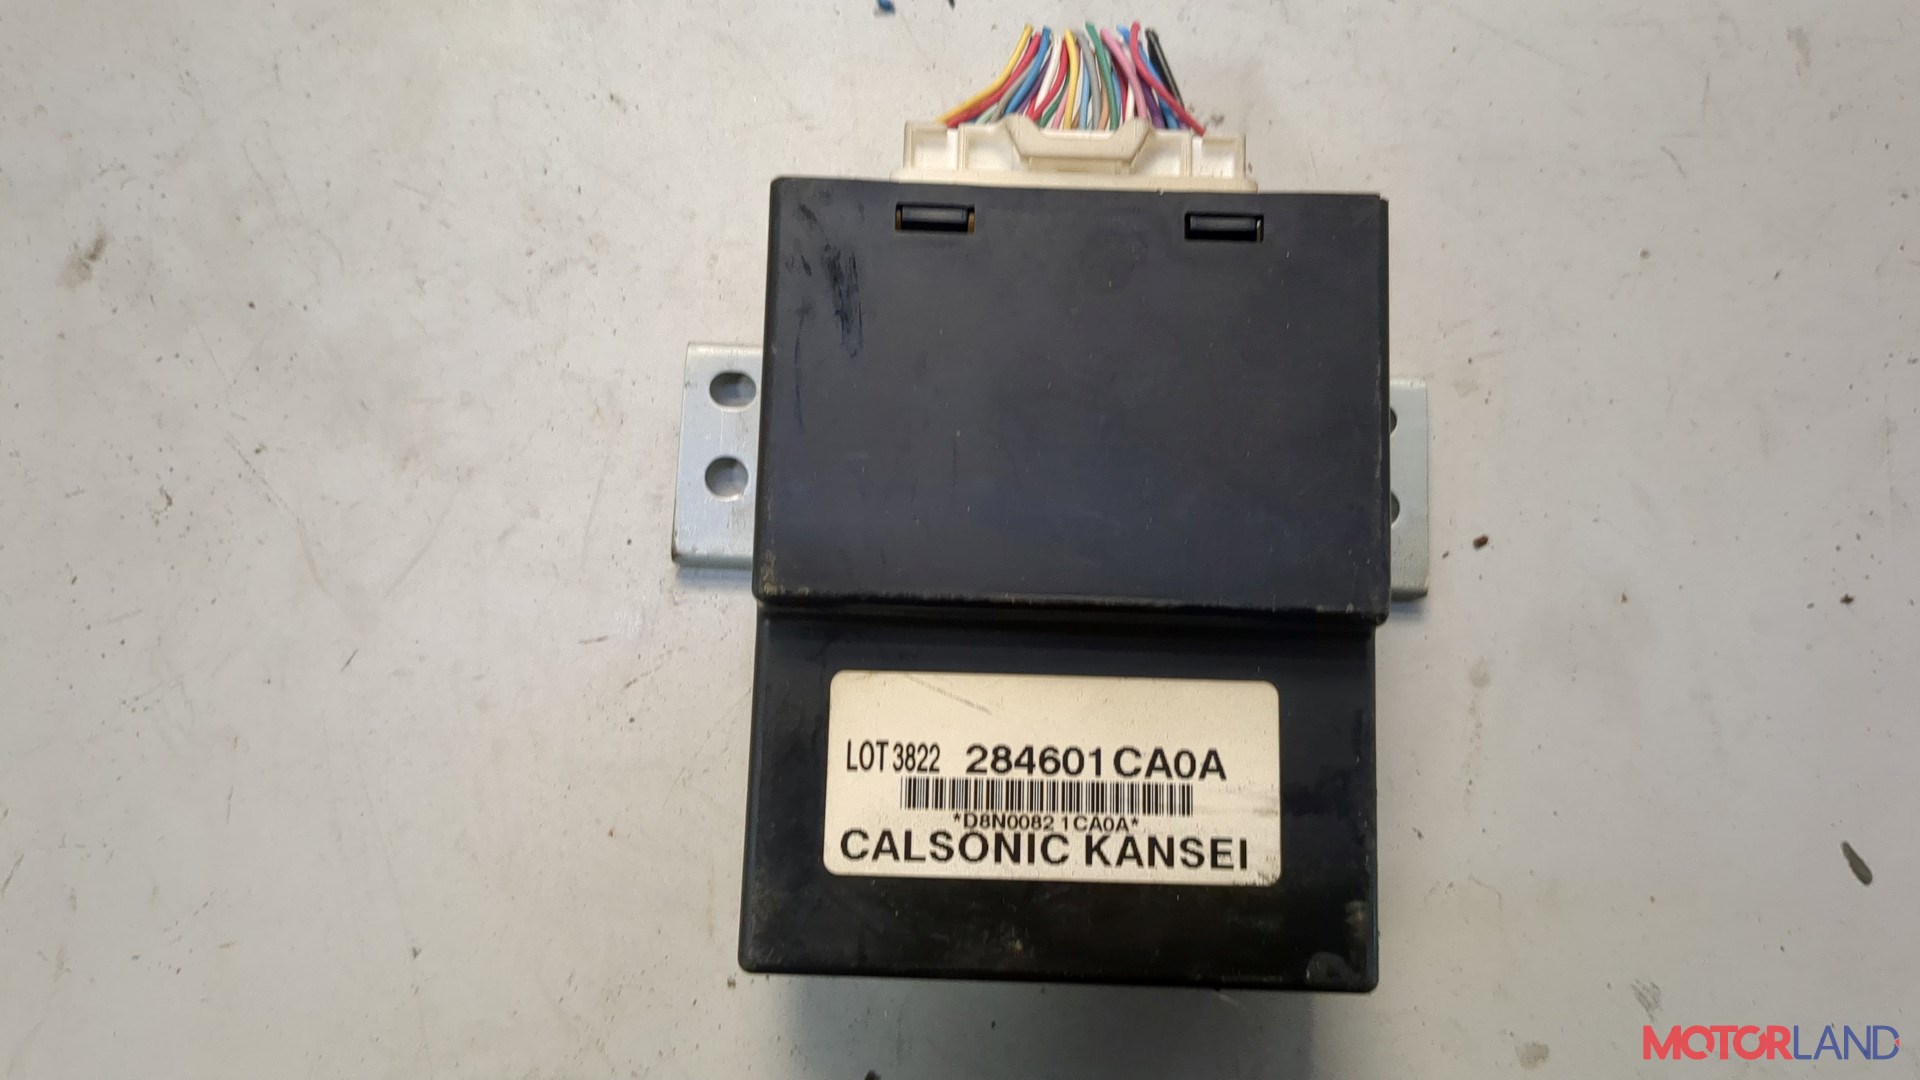 LOT 3822 284601CA0A
*D8N0082 1CA0A*
CALSONIC KANSEI
MOTORLAND